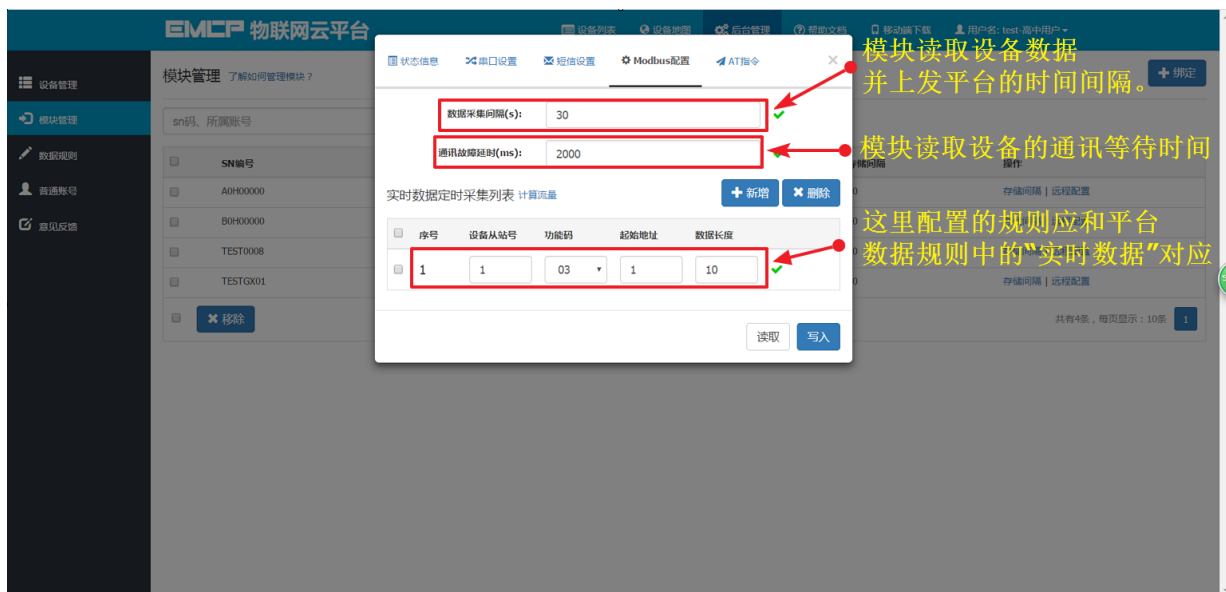 EMCP 物联网云平台
设备列表 设备地图 后台管理 帮助文档 移动端下载 用户名: test-高中用户
状态信息 串口设置 短信设置 Modbus配置 AT指令 ×
模块读取设备数据
并上发平台的时间间隔。
设备管理
模块管理 了解如何管理模块？
绑定
模块管理
sn码、所属账号
数据采集间隔(s): 30
数据规则
普通账号
意见反馈
通讯故障延时(ms): 2000
模块读取设备的通讯等待时间
SN编号
操作
A0H00000
存储间隔 | 远程配置
B0H00000
TEST0008
TESTGX01
存储间隔 | 远程配置
实时数据定时采集列表 计算流量
新增 删除
序号 设备从站号 功能码 起始地址 数据长度
1 1 03 1 10
这里配置的规则应和平台
数据规则中的“实时数据”对应
移除
共有4条，每页显示：10条 1
读取 写入